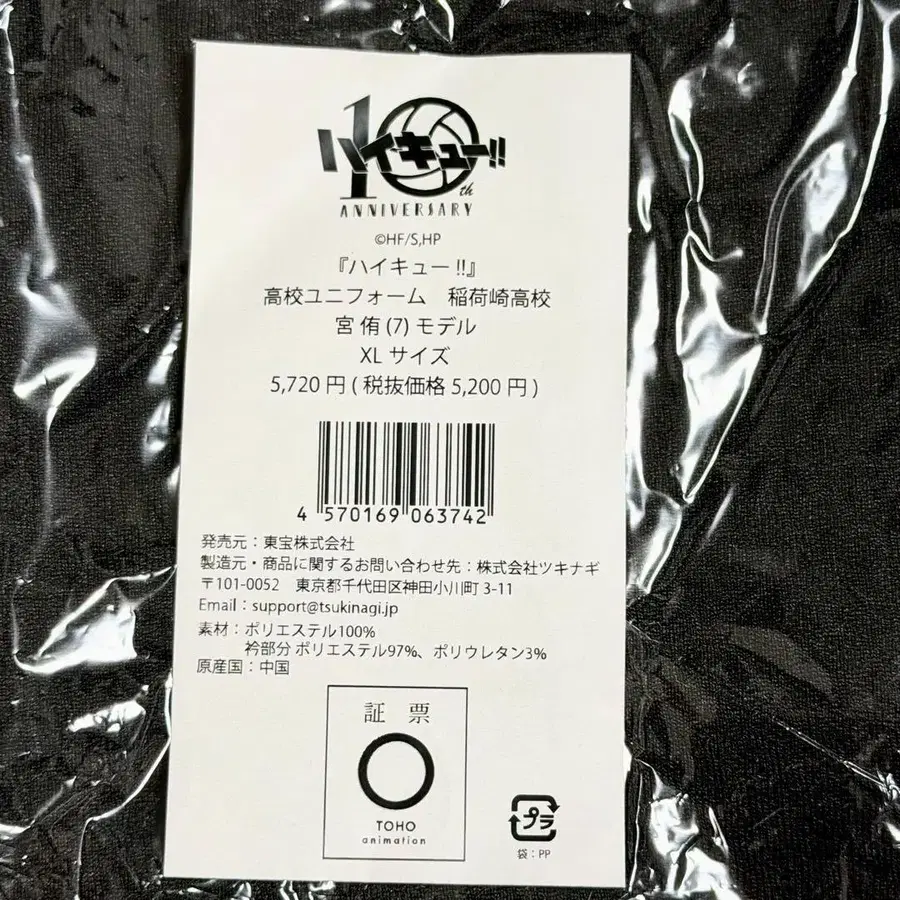 10th
ハイキュー!!
ANNIVERSARY
©HF/S,HP
『ハイキュー!!』
高校ユニフォーム　稲荷崎高校
宮 侑 (7) モデル
XL サイズ
5,720 円 ( 税抜価格 5,200 円 )
4 570169 063742
発売元：東宝株式会社
製造元・商品に関するお問い合わせ先：株式会社ツキナギ
〒101-0052　東京都千代田区神田小川町 3-11
Email：support@tsukinagi.jp
素材：ポリエステル100%
衿部分 ポリエステル97%、ポリウレタン3%
原産国：中国
証 票
TOHO
animation
プラ
袋：PP